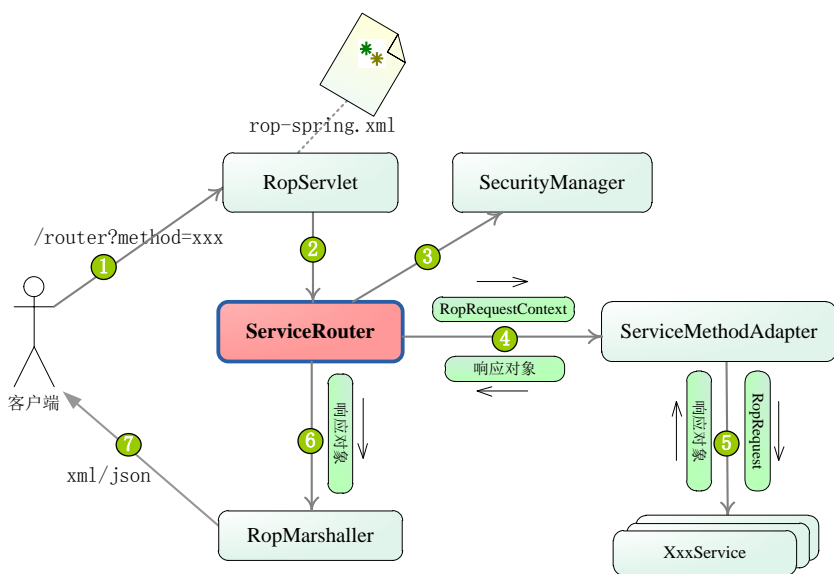 rop-spring.xml
RopServlet
SecurityManager
/router?method=xxx
1
2
3
RopRequestContext
ServiceRouter
4
ServiceMethodAdapter
响应对象
客户端
7
xml/json
6
响应对象
响应对象
5
RopRequest
RopMarshaller
XxxService